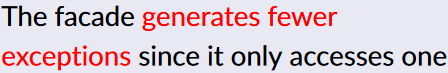 The facade generates fewer
exceptions since it only accesses one